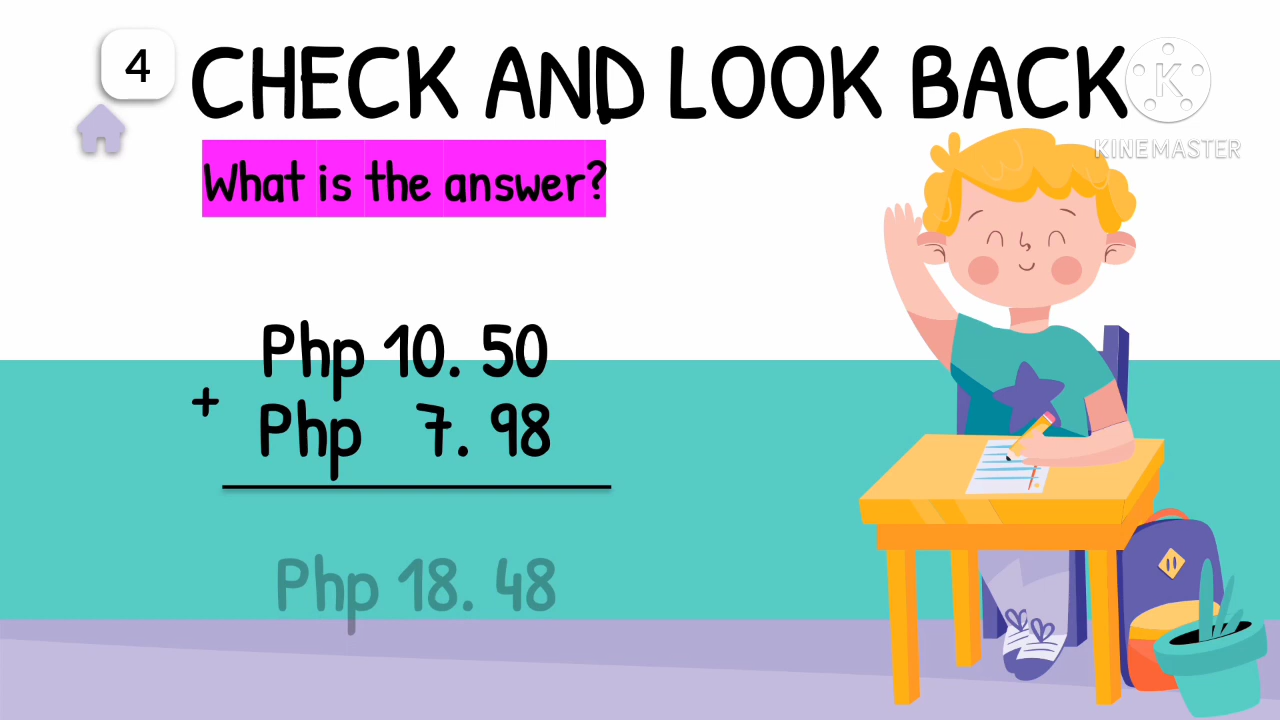 4
CHECK AND LOOK BACK
K
KINEMASTER
What is the answer?
Php 10. 50
+
Php 7. 98
Php 18. 48